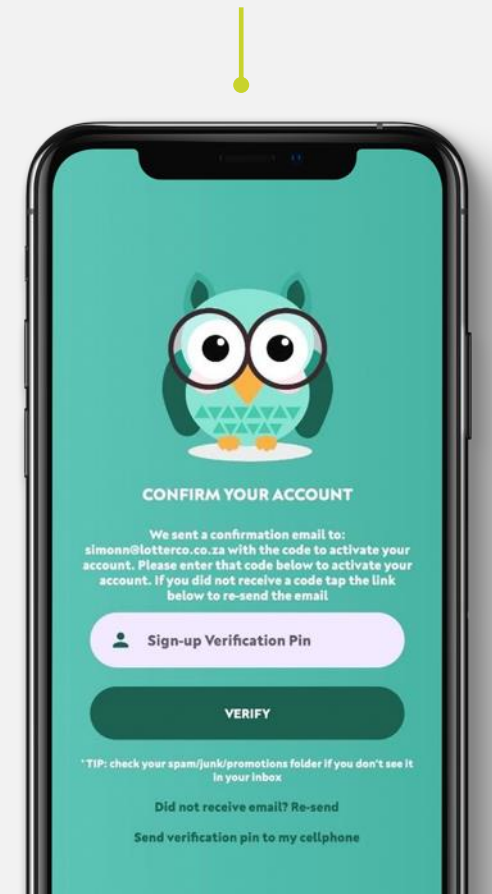 CONFIRM YOUR ACCOUNT
We sent a confirmation email to:
simonn@lotterco.co.za with the code to activate your
account. Please enter that code below to activate your
account. If you did not receive a code tap the link
below to re-send the email
Sign-up Verification Pin
VERIFY
*TIP: check your spam/junk/promotions folder if you don't see it
in your inbox
Did not receive email? Re-send
Send verification pin to my cellphone